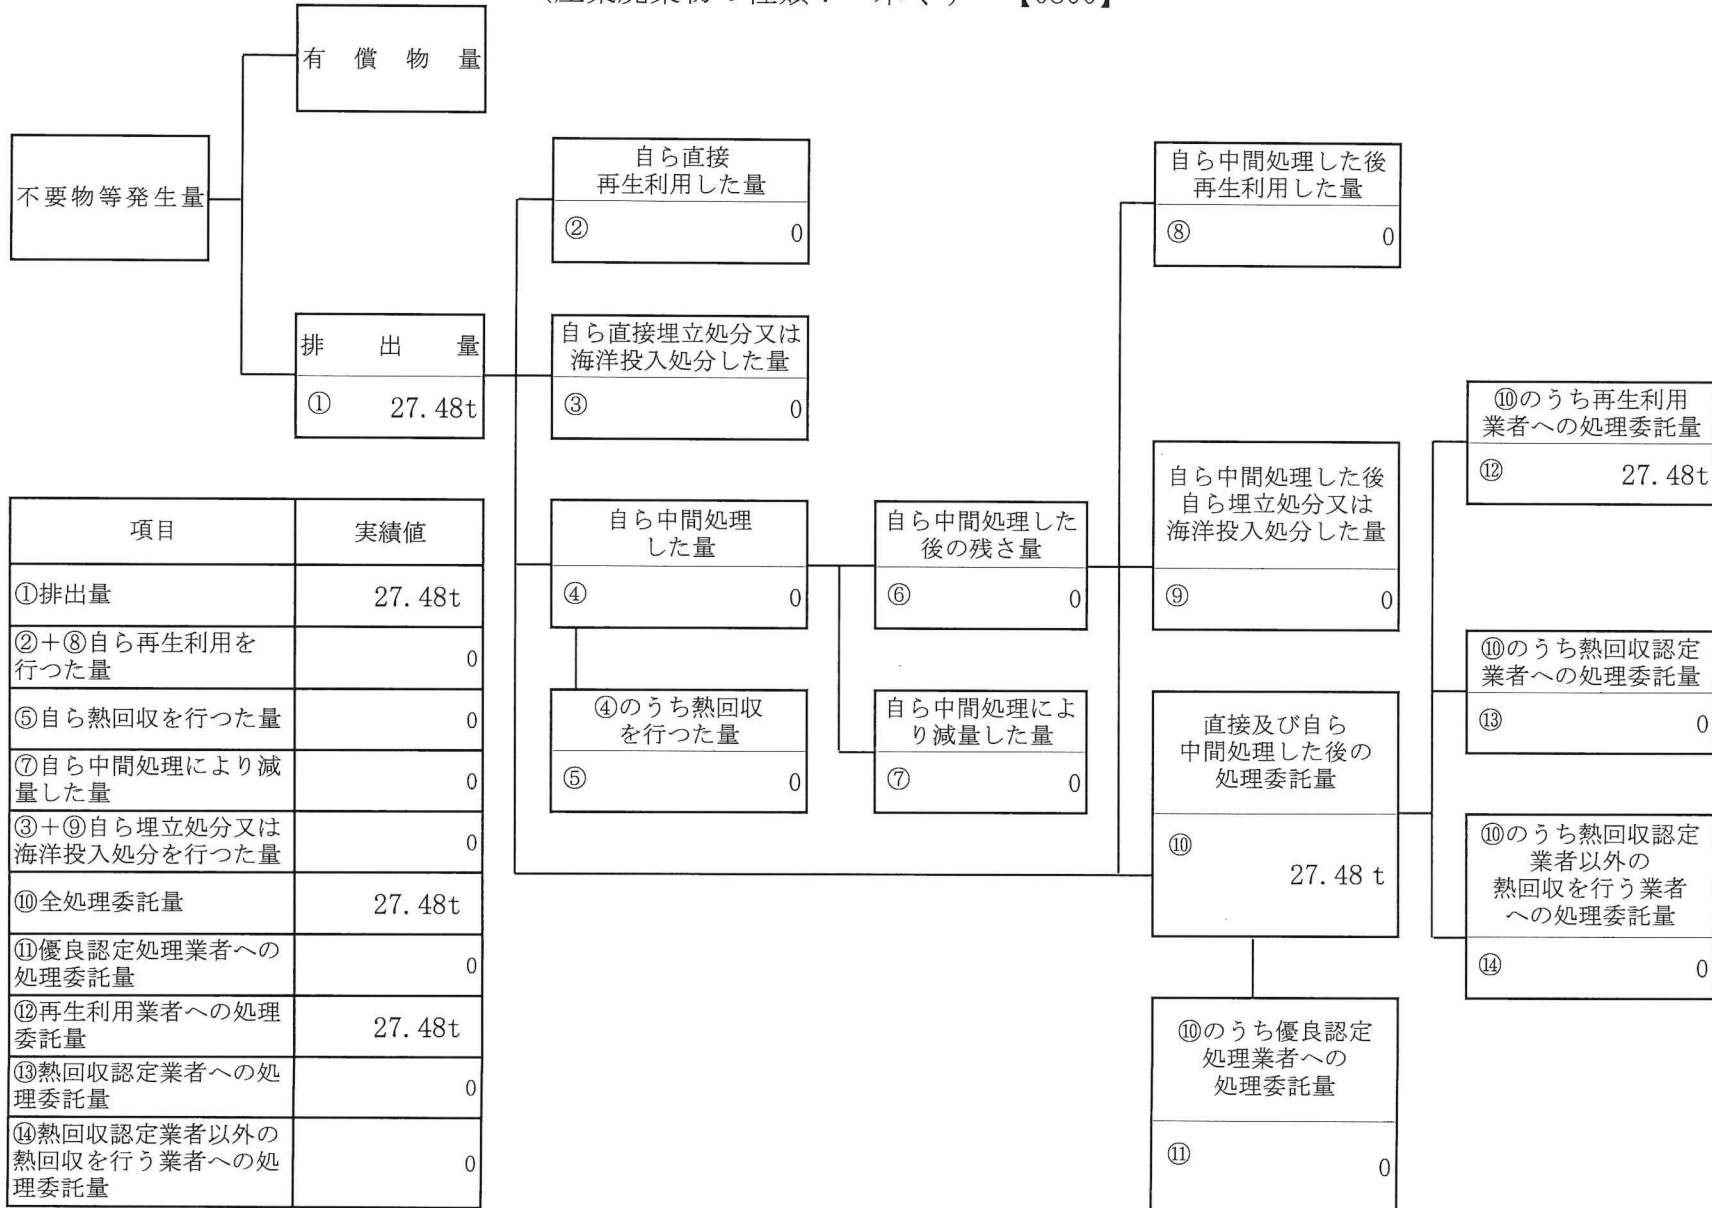 有償物量
不要物等発生量
自ら直接
再生利用した量
② 0
自ら中間処理した後
再生利用した量
⑧ 0
排出量
① 27.48t
自ら直接埋立処分又は
海洋投入処分した量
③ 0
⑩のうち再生利用
業者への処理委託量
⑫ 27.48t
自ら中間処理
した量
④ 0
自ら中間処理した
後の残さ量
⑥ 0
自ら中間処理した後
自ら埋立処分又は
海洋投入処分した量
⑨ 0
⑩のうち熱回収認定
業者への処理委託量
⑬ 0
④のうち熱回収
を行つた量
⑤ 0
自ら中間処理によ
り減量した量
⑦ 0
直接及び自ら
中間処理した後の
処理委託量
⑩
27.48t
⑩のうち熱回収認定
業者以外の
熱回収を行う業者
への処理委託量
⑭ 0
⑩のうち優良認定
処理業者への
処理委託量
⑪ 0
項目 実績値
①排出量 27.48t
②+⑧自ら再生利用を
行つた量 0
⑤自ら熱回収を行つた量 0
⑦自ら中間処理により減
量した量 0
③+⑨自ら埋立処分又は
海洋投入処分を行つた量 0
⑩全処理委託量 27.48t
⑪優良認定処理業者への
処理委託量 0
⑫再生利用業者への処理
委託量 27.48t
⑬熱回収認定業者への処
理委託量 0
⑭熱回収認定業者以外の
熱回収を行う業者への処
理委託量 0